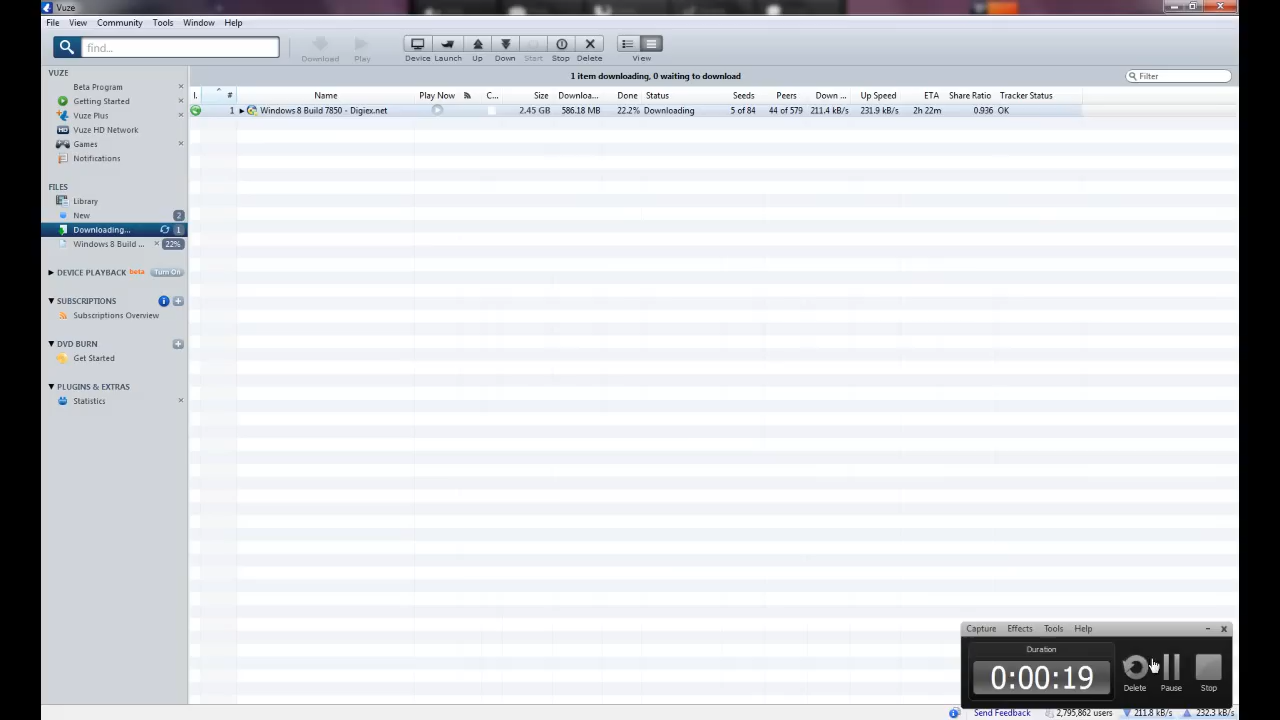 Vuze
File View Community Tools Window Help
find...
Download Play Device Launch Up Down Start Stop Delete View
VUZE
1 item downloading, 0 waiting to download
Filter
I. # Name Play Now C... Size Downloa... Done Status Seeds Peers Down ... Up Speed ETA Share Ratio Tracker Status
1 Windows 8 Build 7850 - Digiex.net 2.45 GB 586.18 MB 22.2% Downloading 5 of 84 44 of 579 211.4 kB/s 231.9 kB/s 2h 22m 0.936 OK
Beta Program
Getting Started
Vuze Plus
HD Vuze HD Network
Games
Notifications
FILES
Library
New 2
Downloading... 1
Windows 8 Build ... 22%
DEVICE PLAYBACK beta Turn On
SUBSCRIPTIONS
Subscriptions Overview
DVD BURN
Get Started
PLUGINS & EXTRAS
Statistics
Capture Effects Tools Help
Duration
0:00:19
Delete Pause Stop
Send Feedback 2,795,862 users 211.8 kB/s 232.3 kB/s